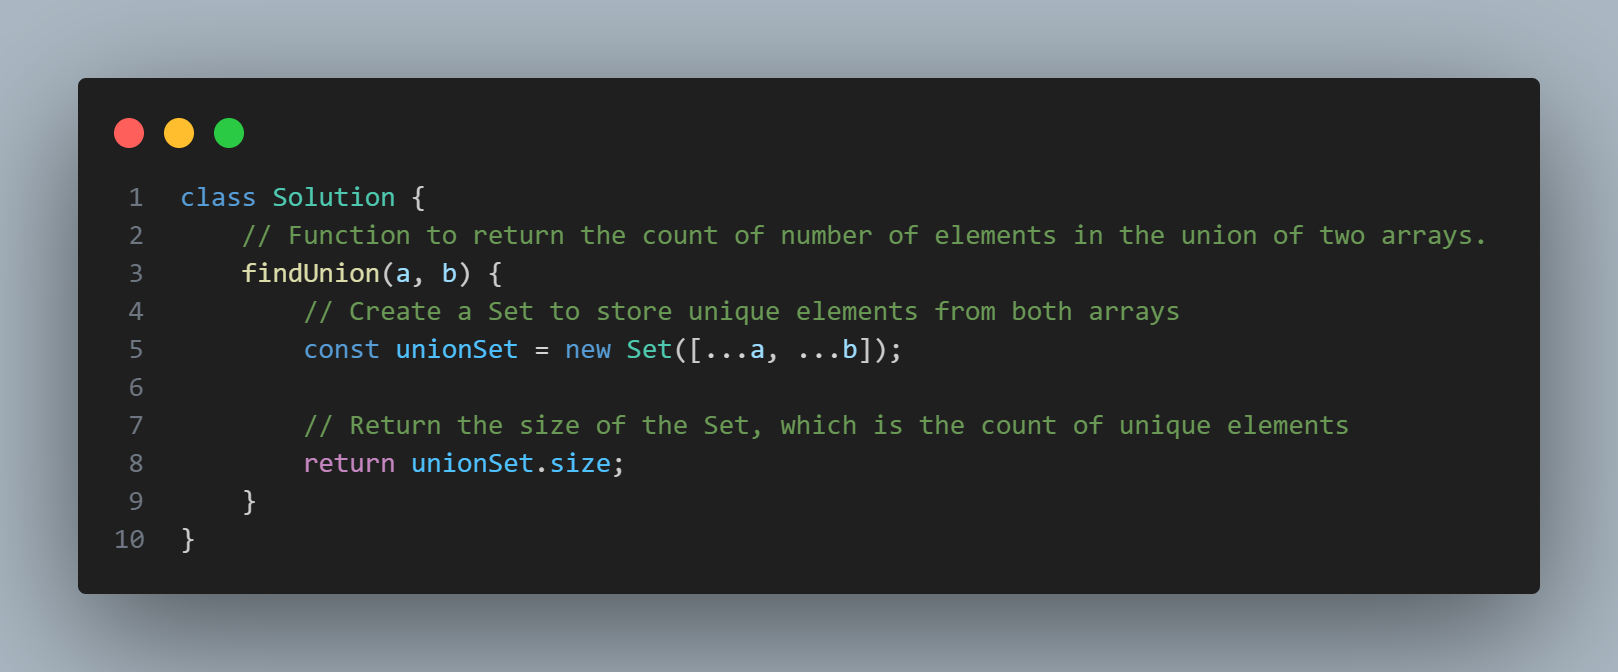 1 class Solution {
2 // Function to return the count of number of elements in the union of two arrays.
3 findUnion(a, b) {
4 // Create a Set to store unique elements from both arrays
5 const unionSet = new Set([...a, ...b]);
6
7 // Return the size of the Set, which is the count of unique elements
8 return unionSet.size;
9 }
10 }